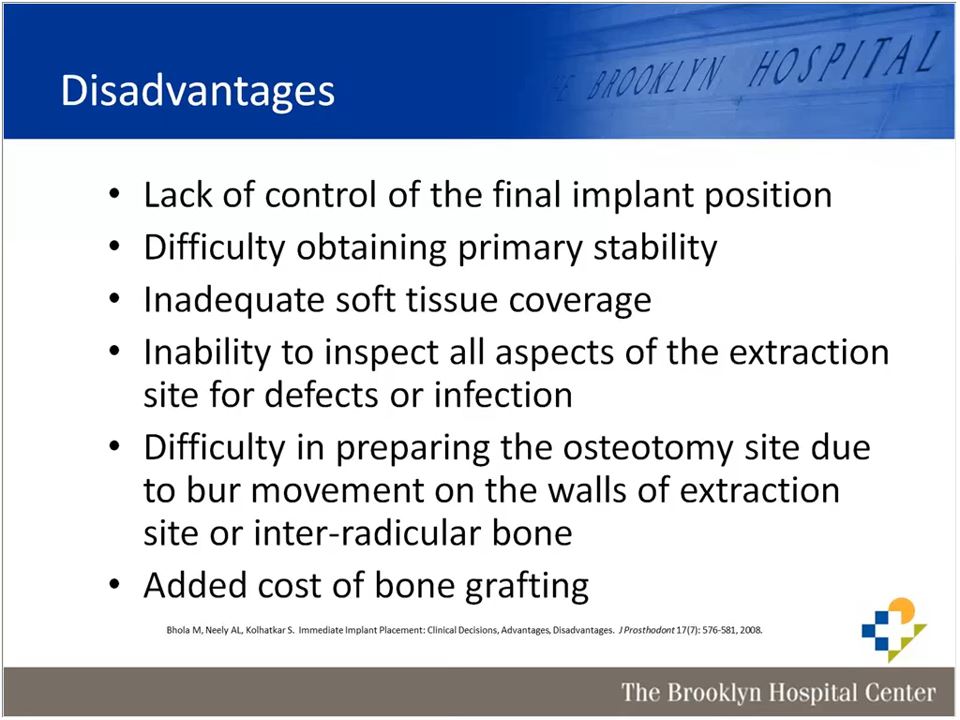 THE BROOKLYN HOSPITAL
Disadvantages
• Lack of control of the final implant position
• Difficulty obtaining primary stability
• Inadequate soft tissue coverage
• Inability to inspect all aspects of the extraction
site for defects or infection
• Difficulty in preparing the osteotomy site due
to bur movement on the walls of extraction
site or inter-radicular bone
• Added cost of bone grafting
Bhola M, Neely AL, Kolhatkar S. Immediate Implant Placement: Clinical Decisions, Advantages, Disadvantages. J Prosthodont 17(7): 576-581, 2008.
The Brooklyn Hospital Center